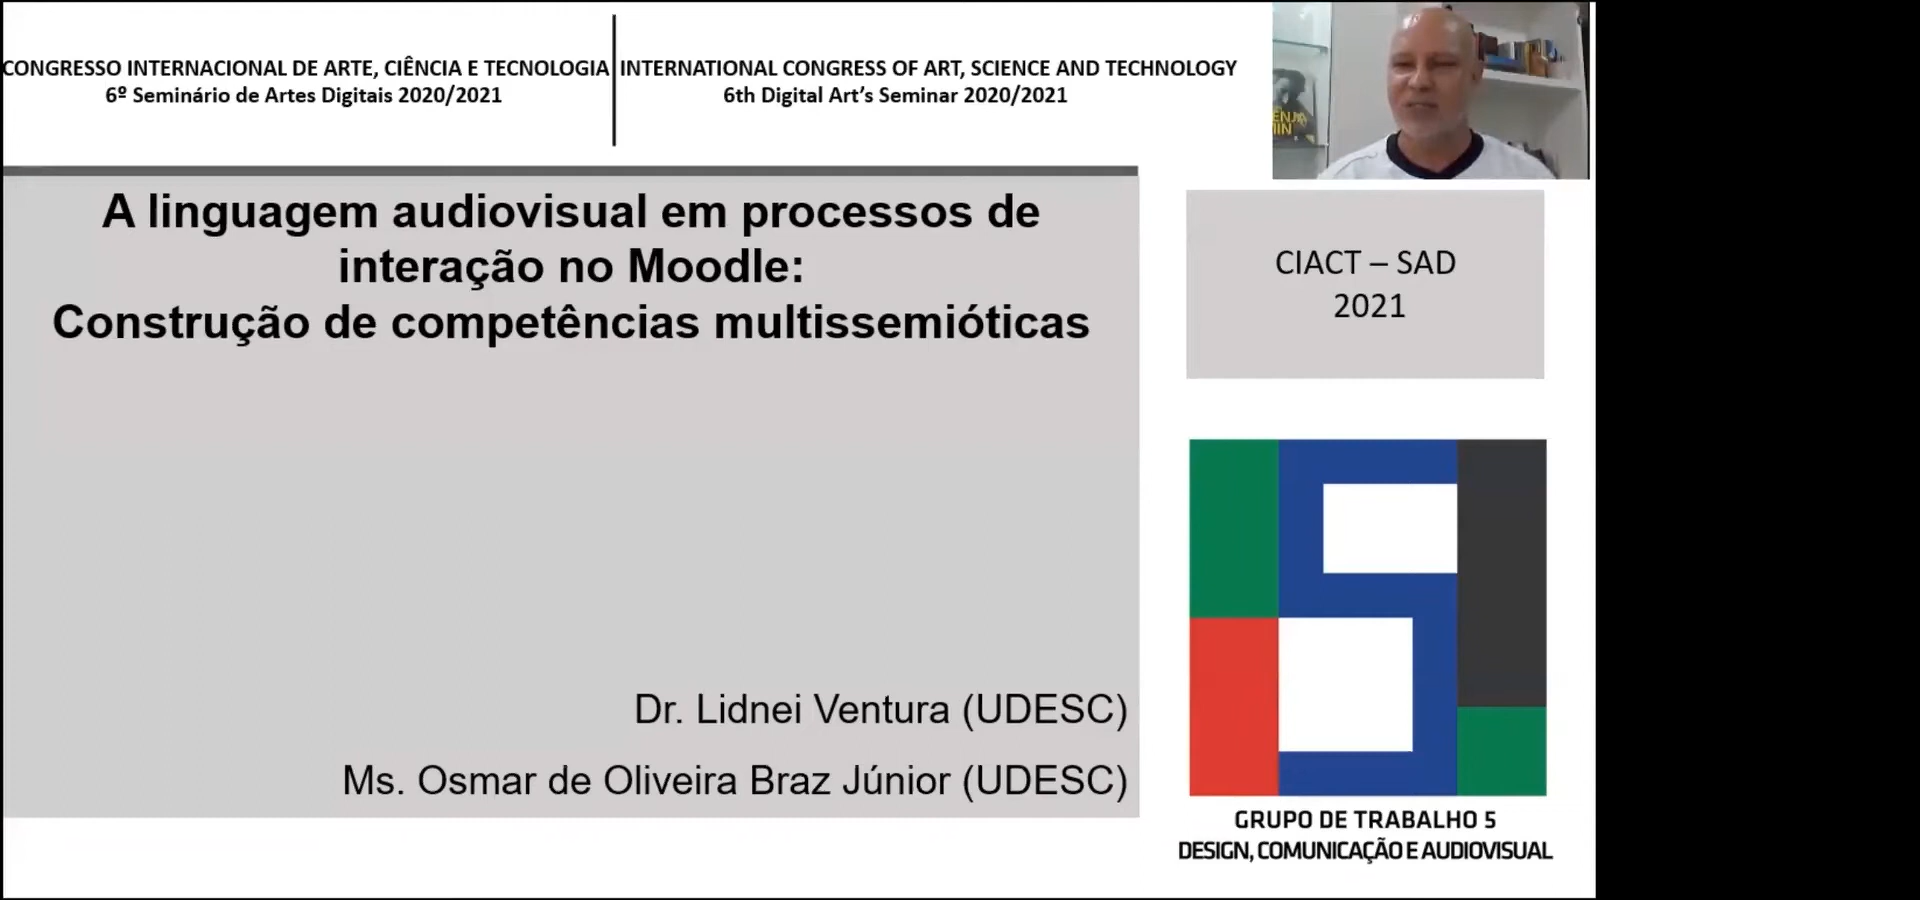 CONGRESSO INTERNACIONAL DE ARTE, CIÊNCIA E TECNOLOGIA
6º Seminário de Artes Digitais 2020/2021
INTERNATIONAL CONGRESS OF ART, SCIENCE AND TECHNOLOGY
6th Digital Art’s Seminar 2020/2021
ENJA
MIN
A linguagem audiovisual em processos de
interação no Moodle:
Construção de competências multissemióticas
Dr. Lidnei Ventura (UDESC)
Ms. Osmar de Oliveira Braz Júnior (UDESC)
CIACT – SAD
2021
GRUPO DE TRABALHO 5
DESIGN, COMUNICAÇÃO E AUDIOVISUAL